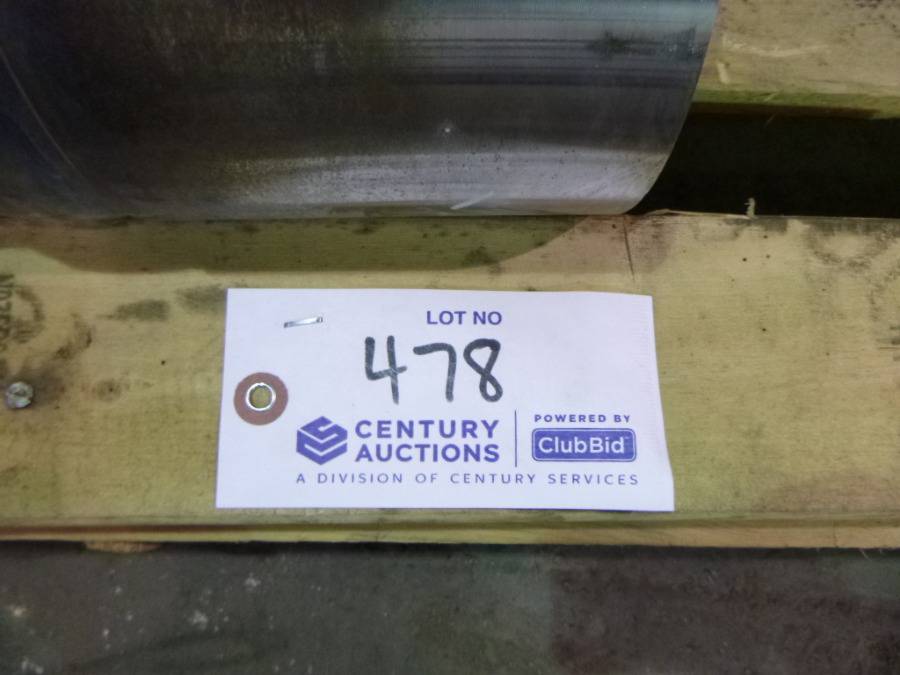 LOT NO
478
CENTURY
AUCTIONS
POWERED BY
ClubBid
A DIVISION OF CENTURY SERVICES